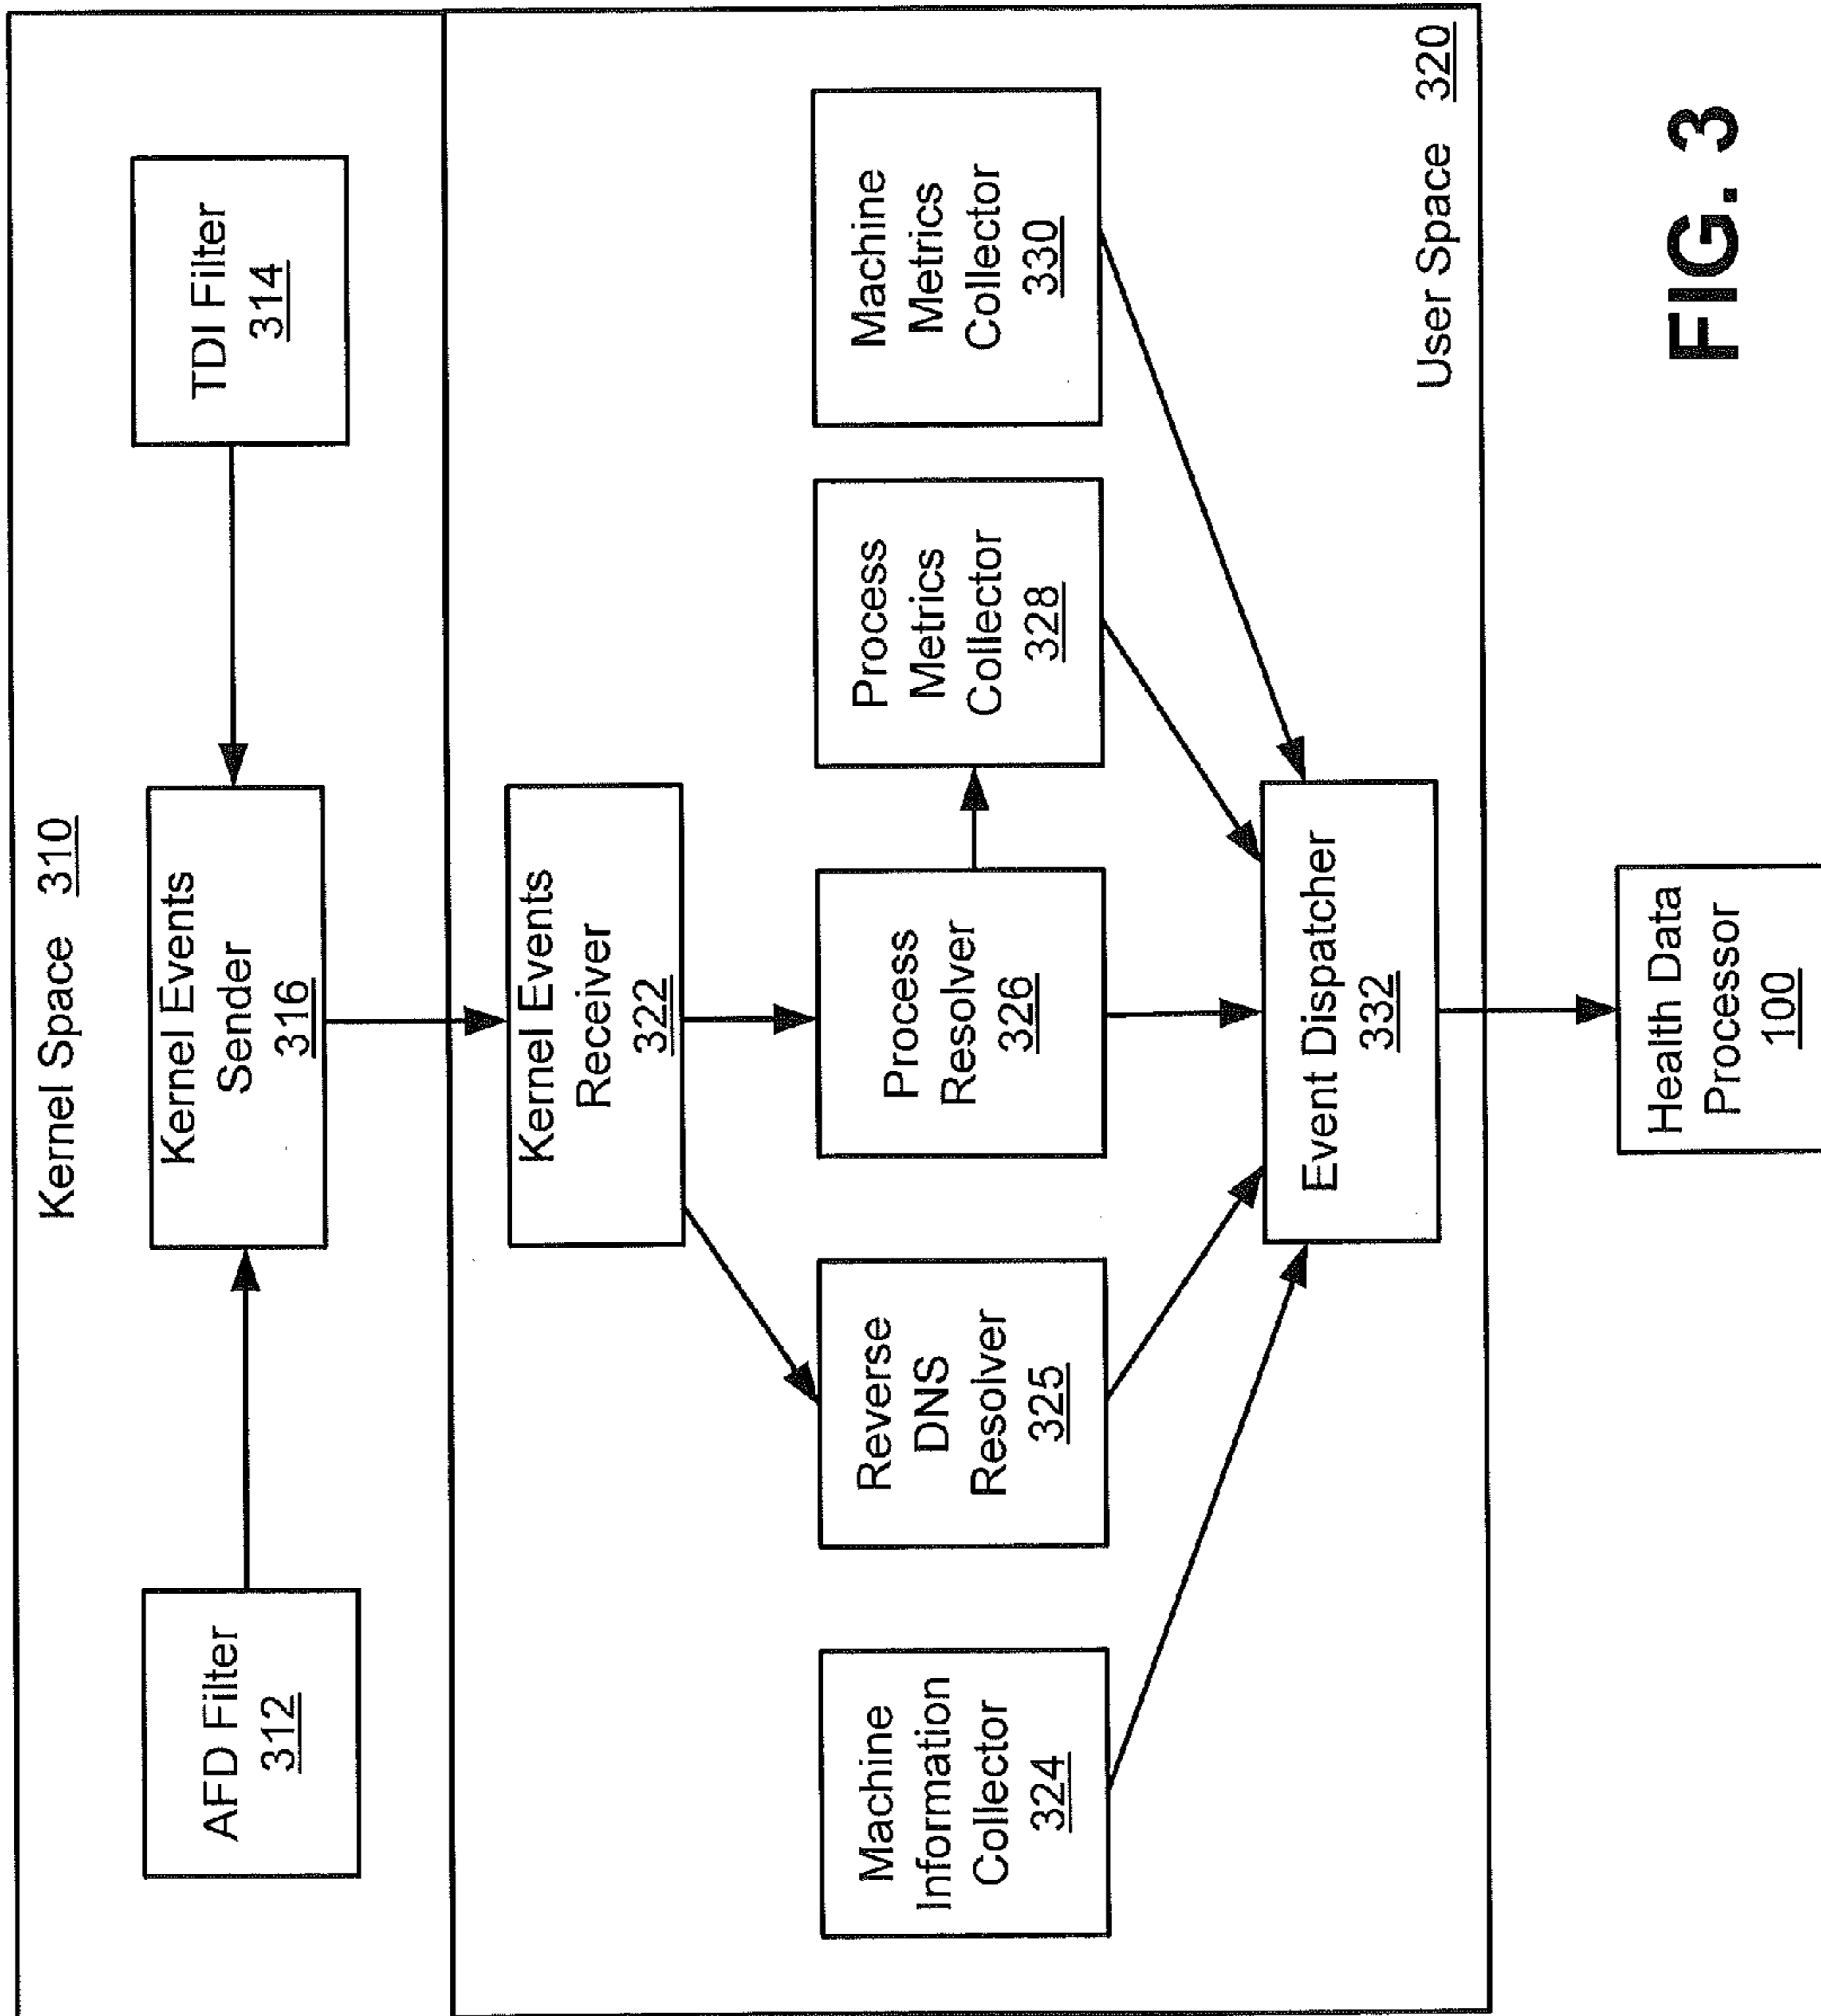 Kernel Space 310
AFD Filter
312
Kernel Events
Sender
316
TDI Filter
314
Kernel Events
Receiver
322
Machine
Information
Collector
324
Reverse
DNS
Resolver
325
Process
Resolver
326
Process
Metrics
Collector
328
Machine
Metrics
Collector
330
Event Dispatcher
332
User Space 320
Health Data
Processor
100
FIG. 3